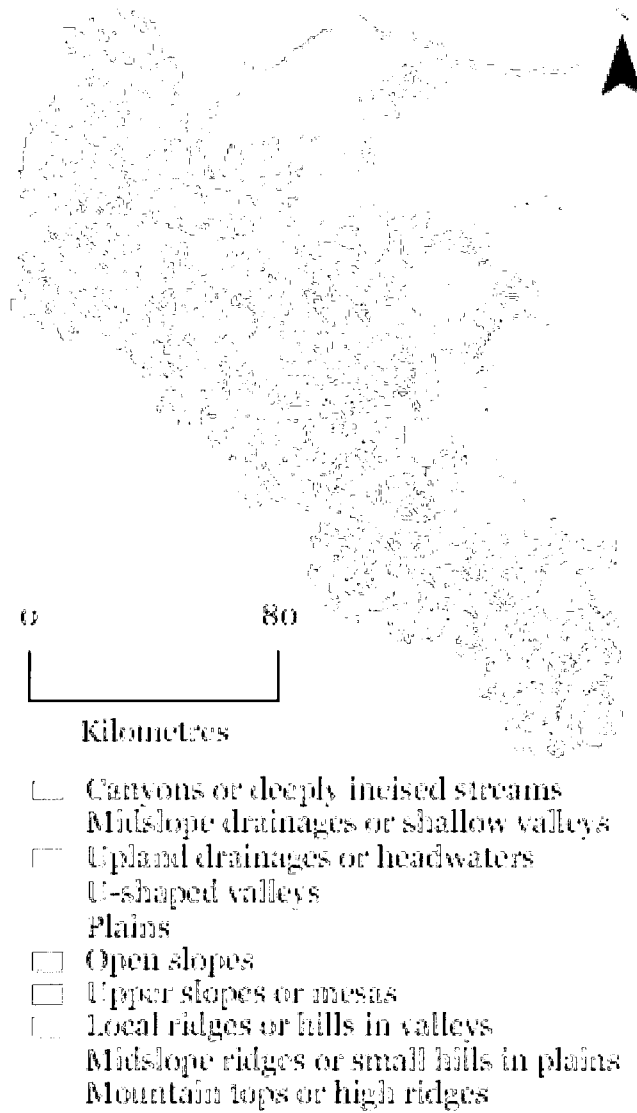 0 80
Kilometres
Canyons or deeply incised streams
Midslope drainages or shallow valleys
Upland drainages or headwaters
U-shaped valleys
Plains
Open slopes
Upper slopes or mesas
Local ridges or hills in valleys
Midslope ridges or small hills in plains
Mountain tops or high ridges